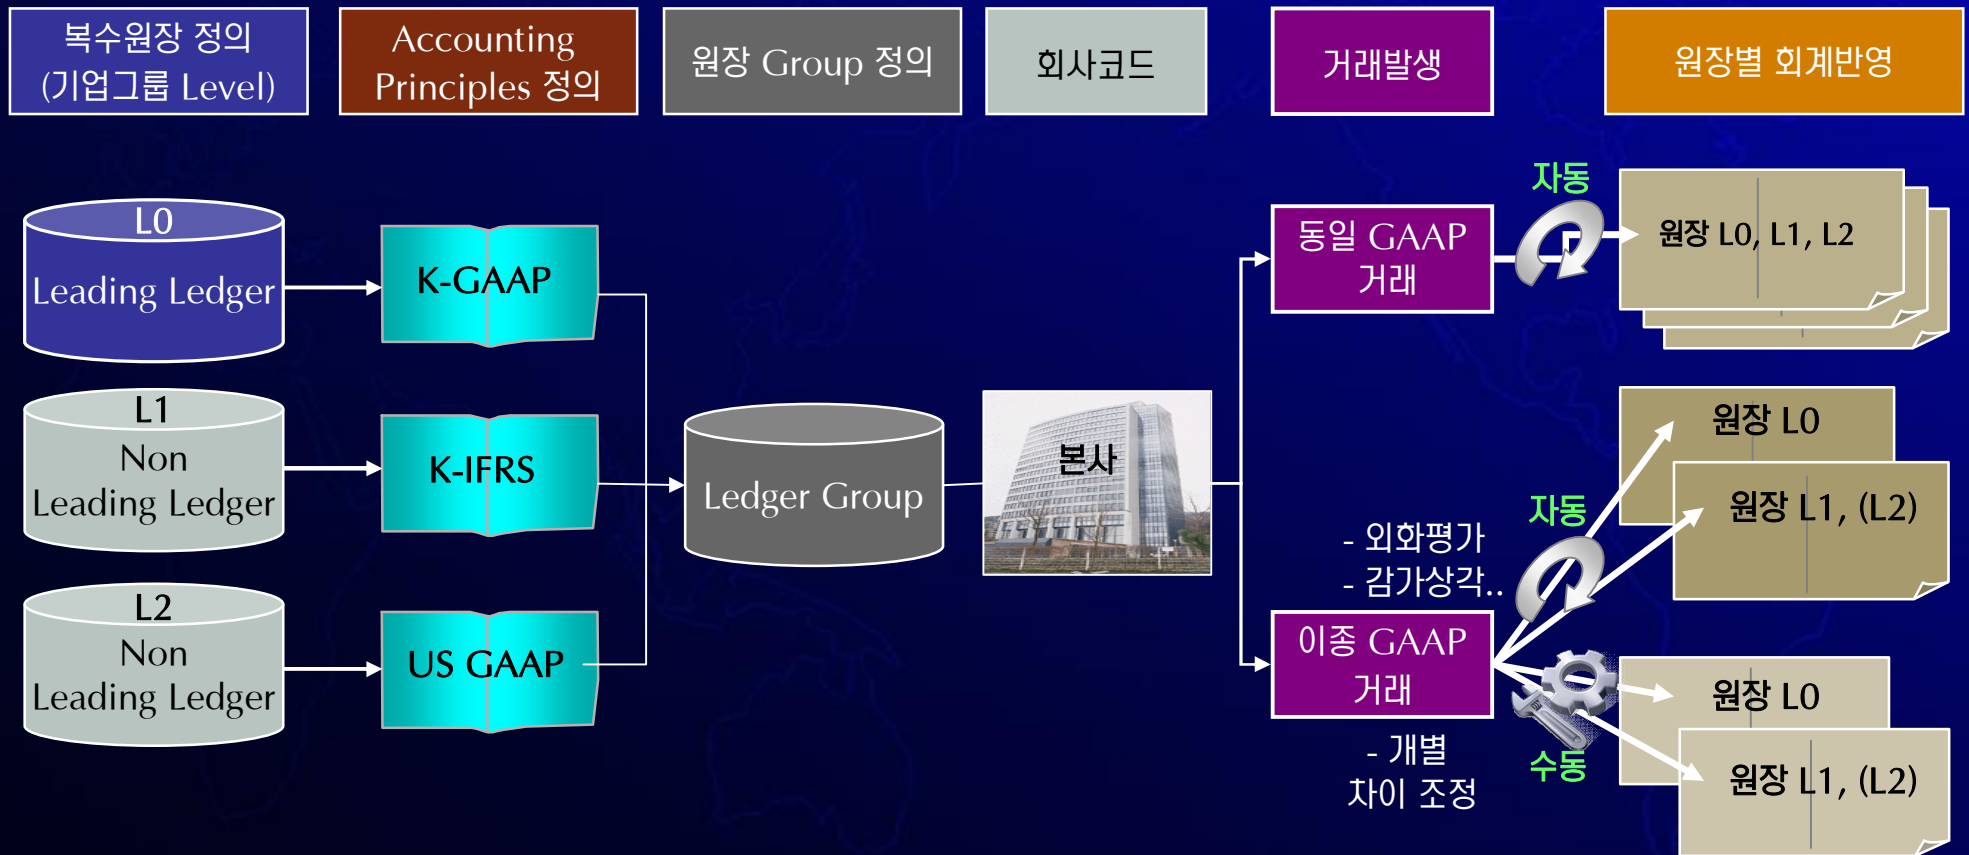 복수원장 정의
(기업그룹 Level)
Accounting
Principles 정의
원장 Group 정의
회사코드
거래발생
원장별 회계반영
L0
Leading Ledger
K-GAAP
L1
Non
Leading Ledger
K-IFRS
L2
Non
Leading Ledger
US GAAP
Ledger Group
본사
동일 GAAP
거래
자동
원장 L0, L1, L2
- 외화평가
- 감가상각..
이종 GAAP
거래
- 개별
차이 조정
자동
원장 L0
원장 L1, (L2)
수동
원장 L0
원장 L1, (L2)